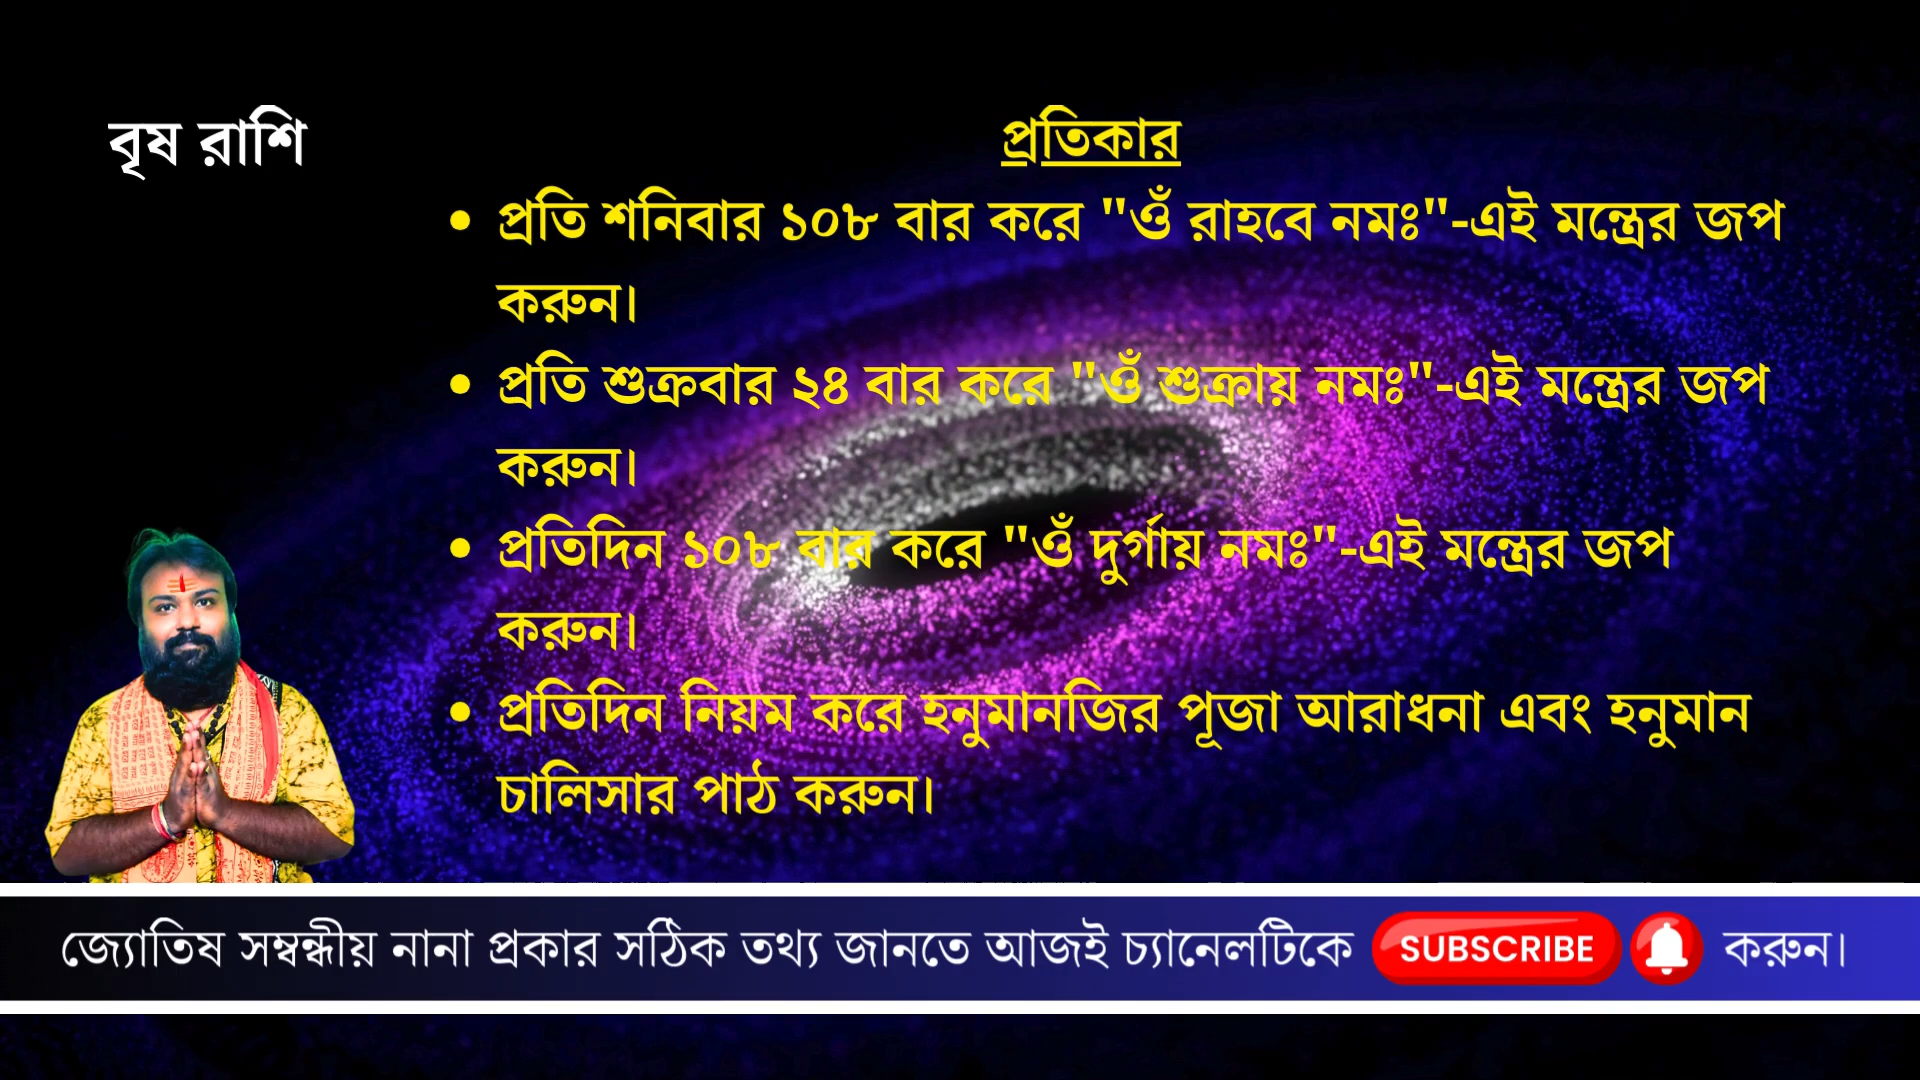 বৃষ রাশি
প্রতিকার
• প্রতি শনিবার ১০৮ বার করে "ওঁ রাহবে নমঃ"-এই মন্ত্রের জপ
করুন।
• প্রতি শুক্রবার ২৪ বার করে "ওঁ শুক্রায় নমঃ"-এই মন্ত্রের জপ
করুন।
• প্রতিদিন ১০৮ বার করে "ওঁ দুর্গায় নমঃ"-এই মন্ত্রের জপ
করুন।
• প্রতিদিন নিয়ম করে হনুমানজির পূজা আরাধনা এবং হনুমান
চালিসার পাঠ করুন।
জ্যোতিষ সম্বন্ধীয় নানা প্রকার সঠিক তথ্য জানতে আজই চ্যানেলটিকে SUBSCRIBE করুন।